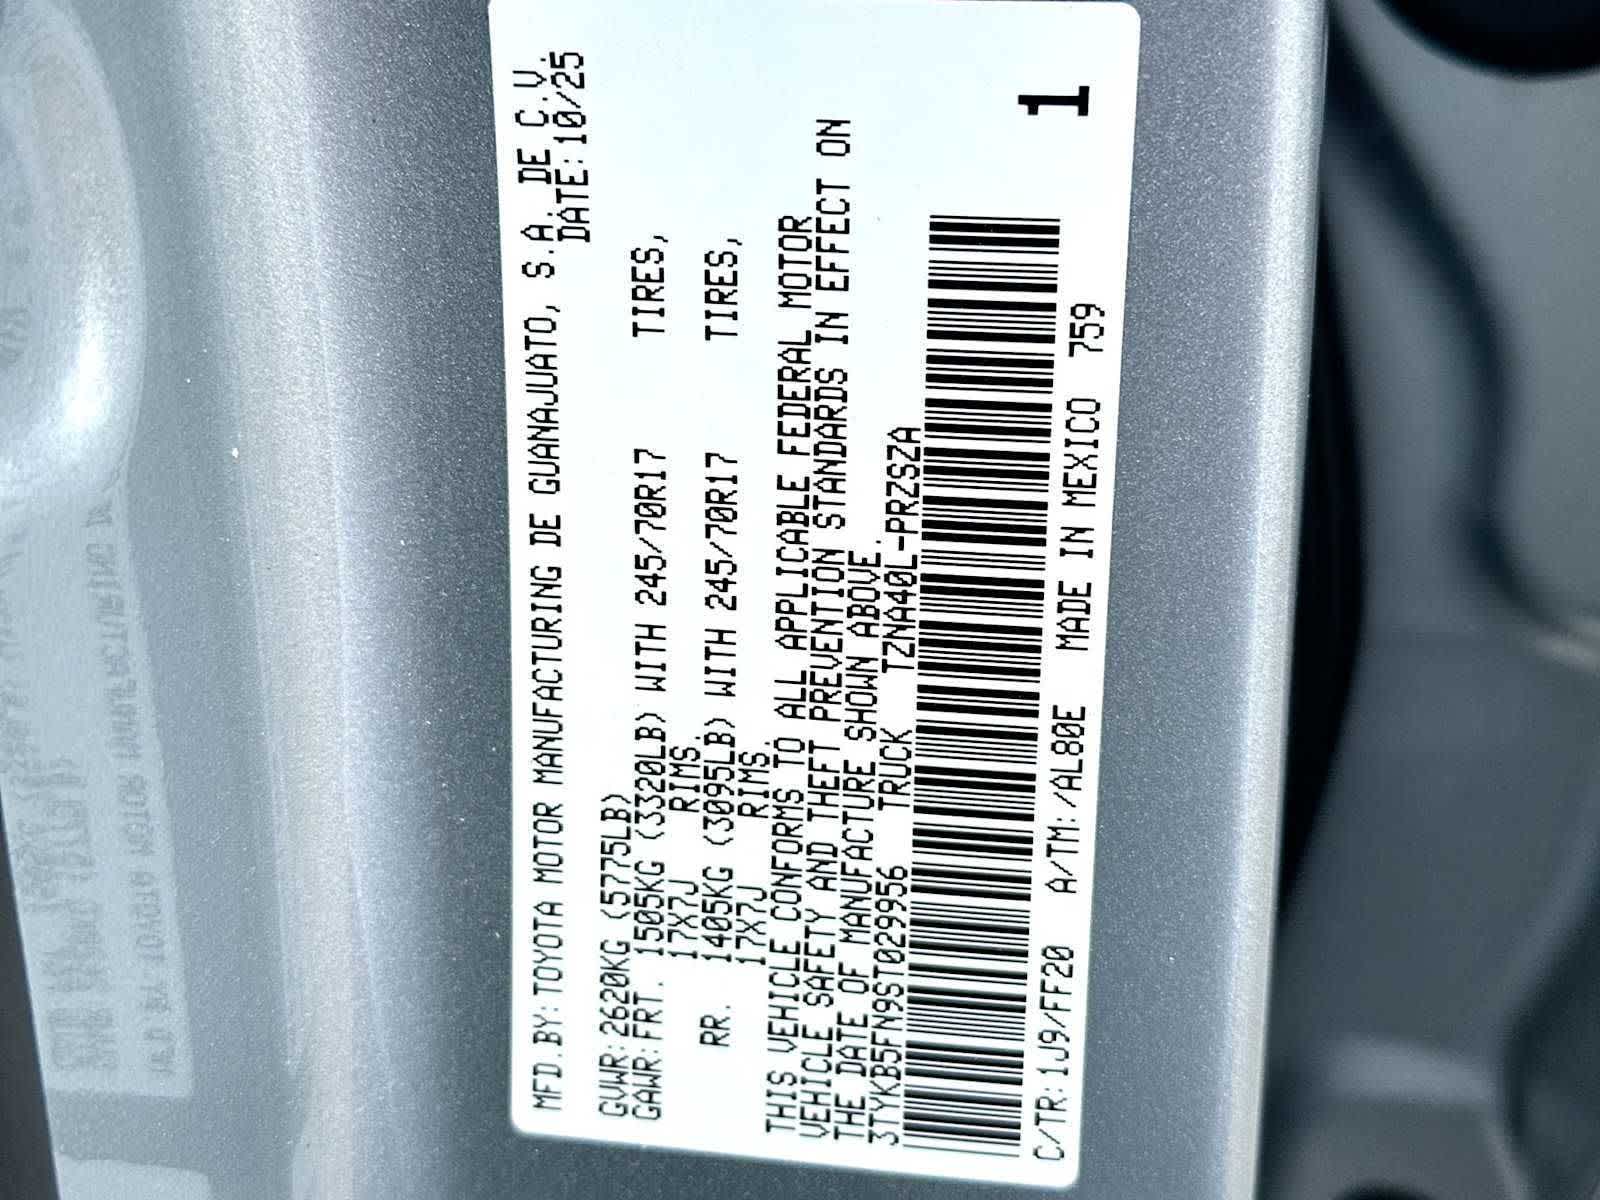 MFD.BY:TOYOTA MOTOR MANUFACTURING DE GUANAJUATO, S.A. DE C.V.
DATE:10/25
GVWR:2620KG (5775LB)
GAWR:FRT. 1505KG (3320LB) WITH 245/70R17 TIRES,
17X7J RIMS.
RR. 1405KG (3095LB) WITH 245/70R17 TIRES,
17X7J RIMS.
THIS VEHICLE CONFORMS TO ALL APPLICABLE FEDERAL MOTOR
VEHICLE SAFETY AND THEFT PREVENTION STANDARDS IN EFFECT ON
THE DATE OF MANUFACTURE SHOWN ABOVE.
3TYKB5FN9ST029956 TRUCK TZNA40L-PRZSZA
1
C/TR:1J9/FF20 A/TM:/AL80E MADE IN MEXICO 759